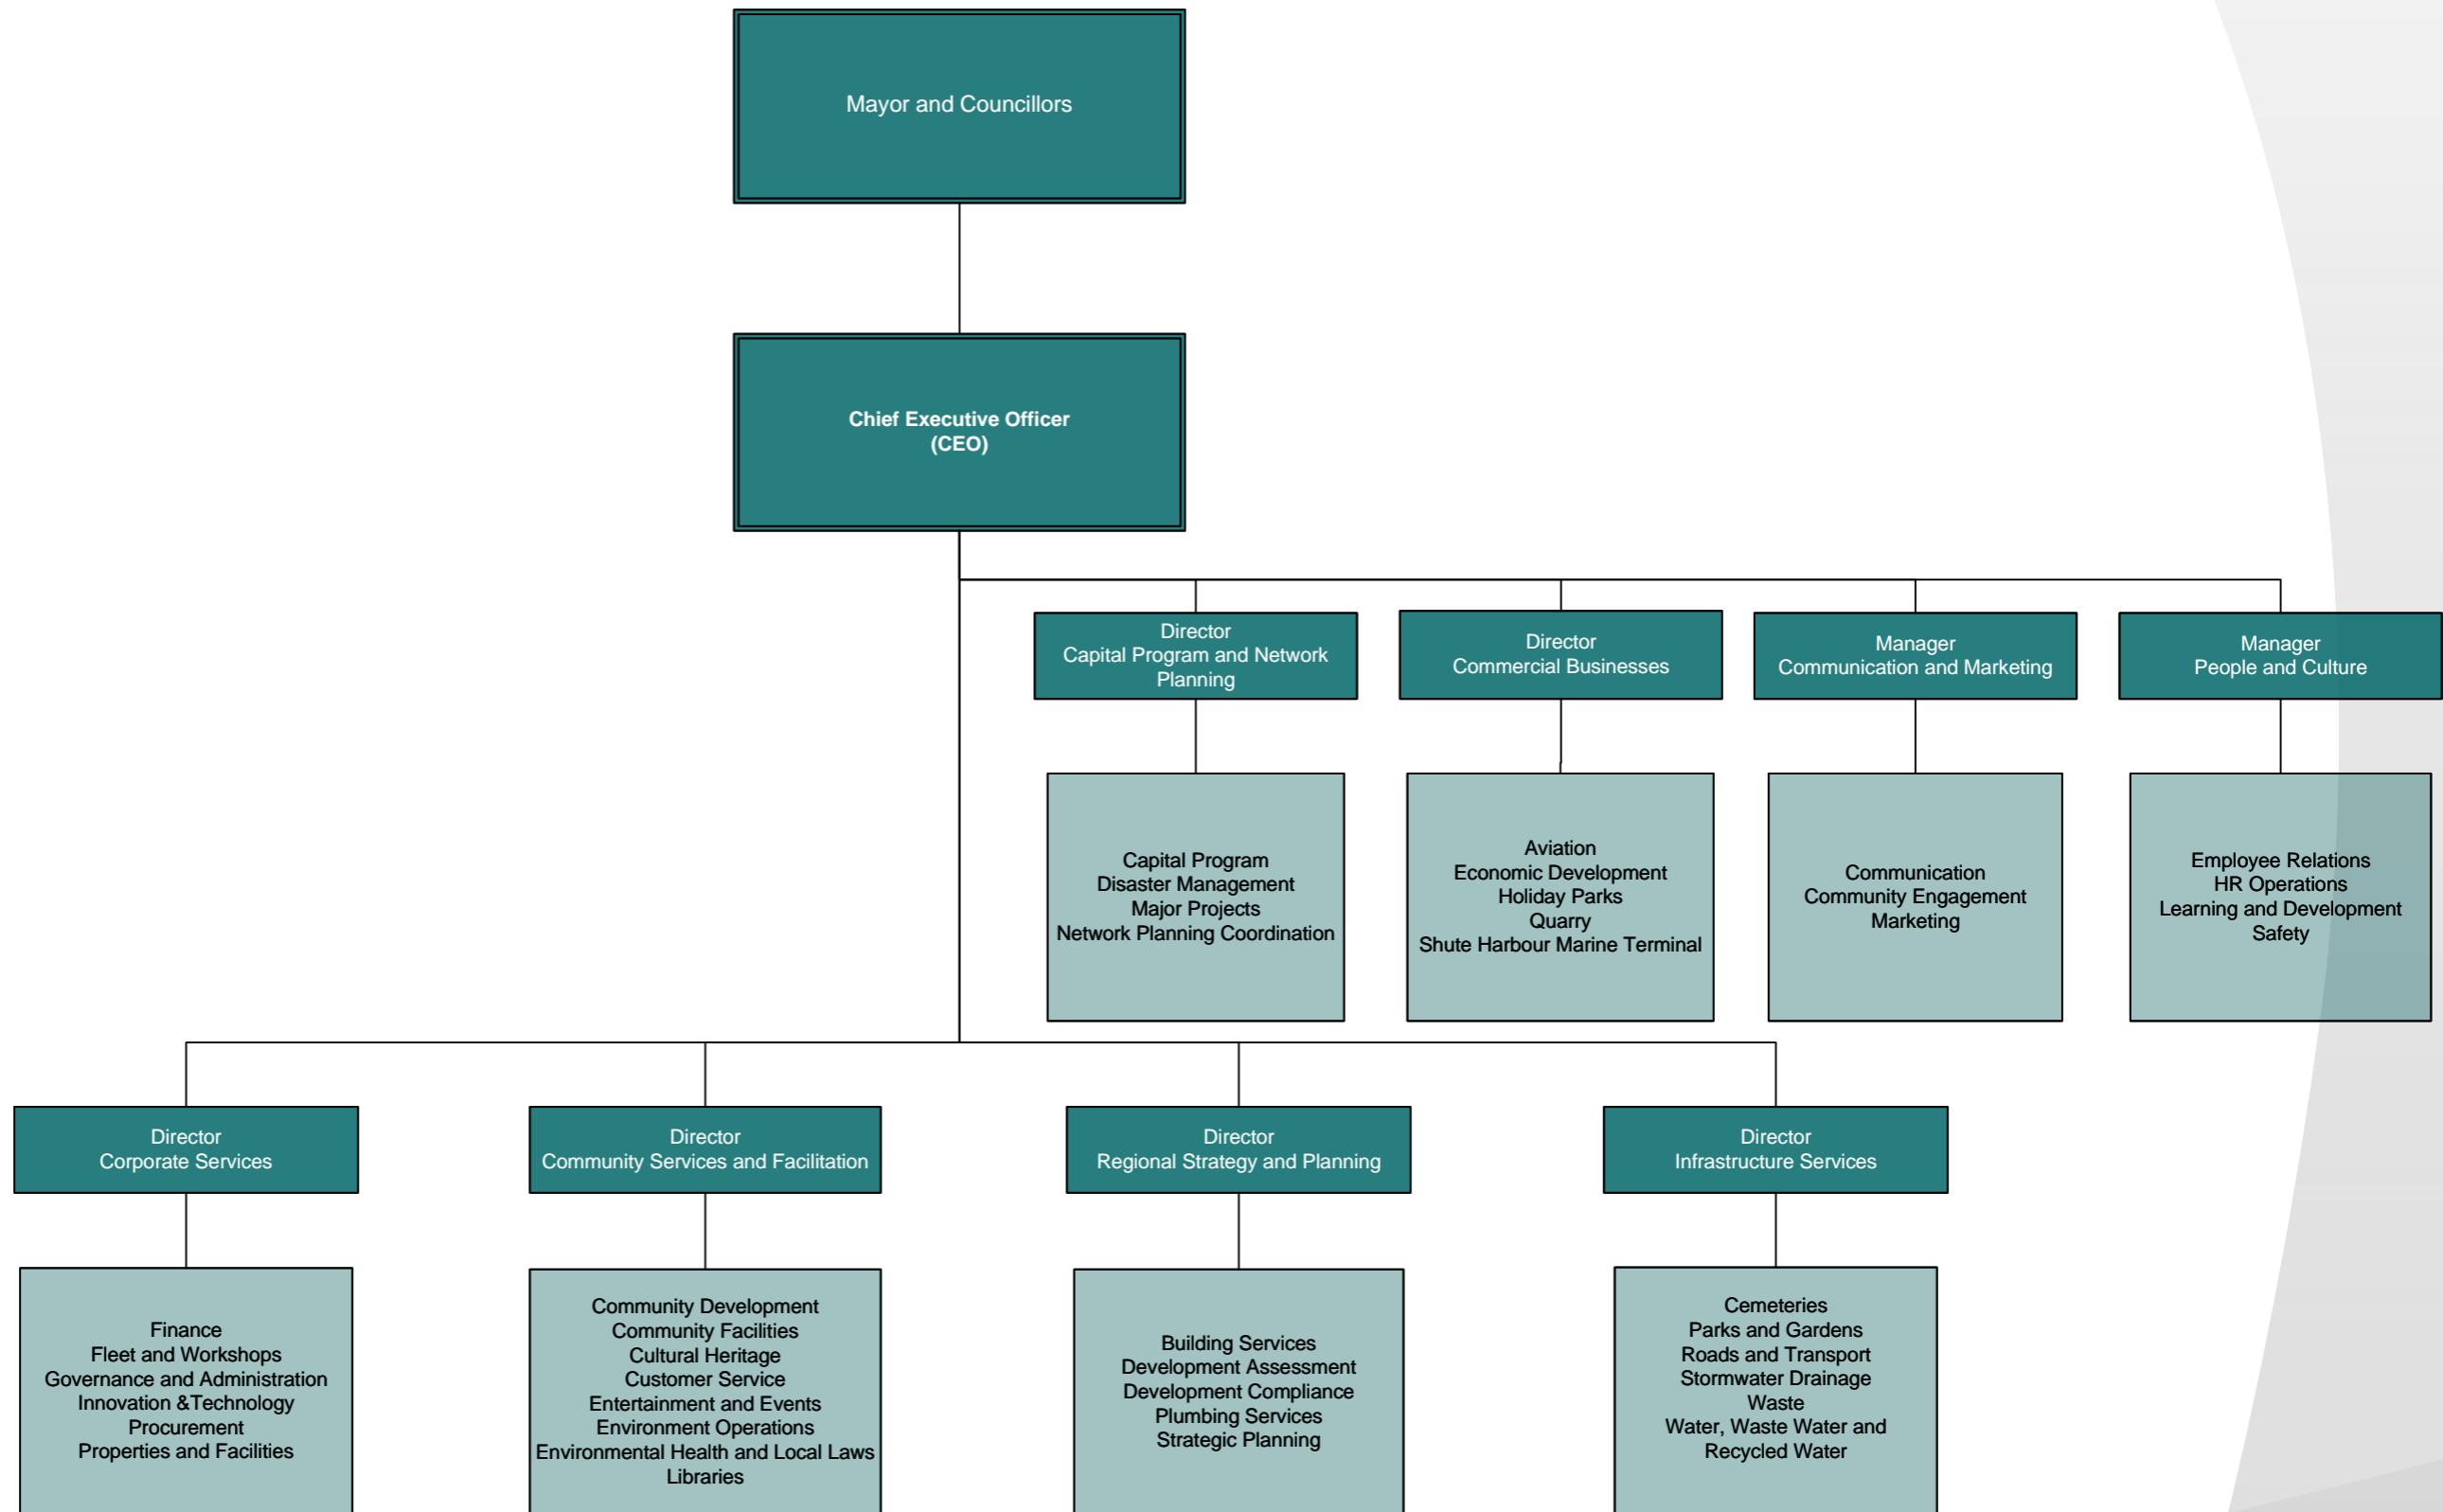 Mayor and Councillors
Chief Executive Officer
(CEO)
Director
Capital Program and Network
Planning
Director
Commercial Businesses
Manager
Communication and Marketing
Manager
People and Culture
Capital Program
Disaster Management
Major Projects
Network Planning Coordination
Aviation
Economic Development
Holiday Parks
Quarry
Shute Harbour Marine Terminal
Communication
Community Engagement
Marketing
Employee Relations
HR Operations
Learning and Development
Safety
Director
Corporate Services
Director
Community Services and Facilitation
Director
Regional Strategy and Planning
Director
Infrastructure Services
Finance
Fleet and Workshops
Governance and Administration
Innovation &Technology
Procurement
Properties and Facilities
Community Development
Community Facilities
Cultural Heritage
Customer Service
Entertainment and Events
Environment Operations
Environmental Health and Local Laws
Libraries
Building Services
Development Assessment
Development Compliance
Plumbing Services
Strategic Planning
Cemeteries
Parks and Gardens
Roads and Transport
Stormwater Drainage
Waste
Water, Waste Water and
Recycled Water